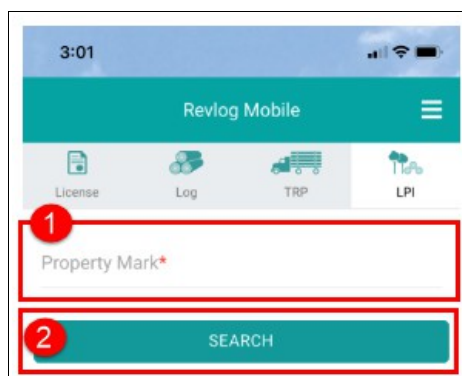 3:01
Revlog Mobile
License Log TRP LPI
1
Property Mark*
2 SEARCH